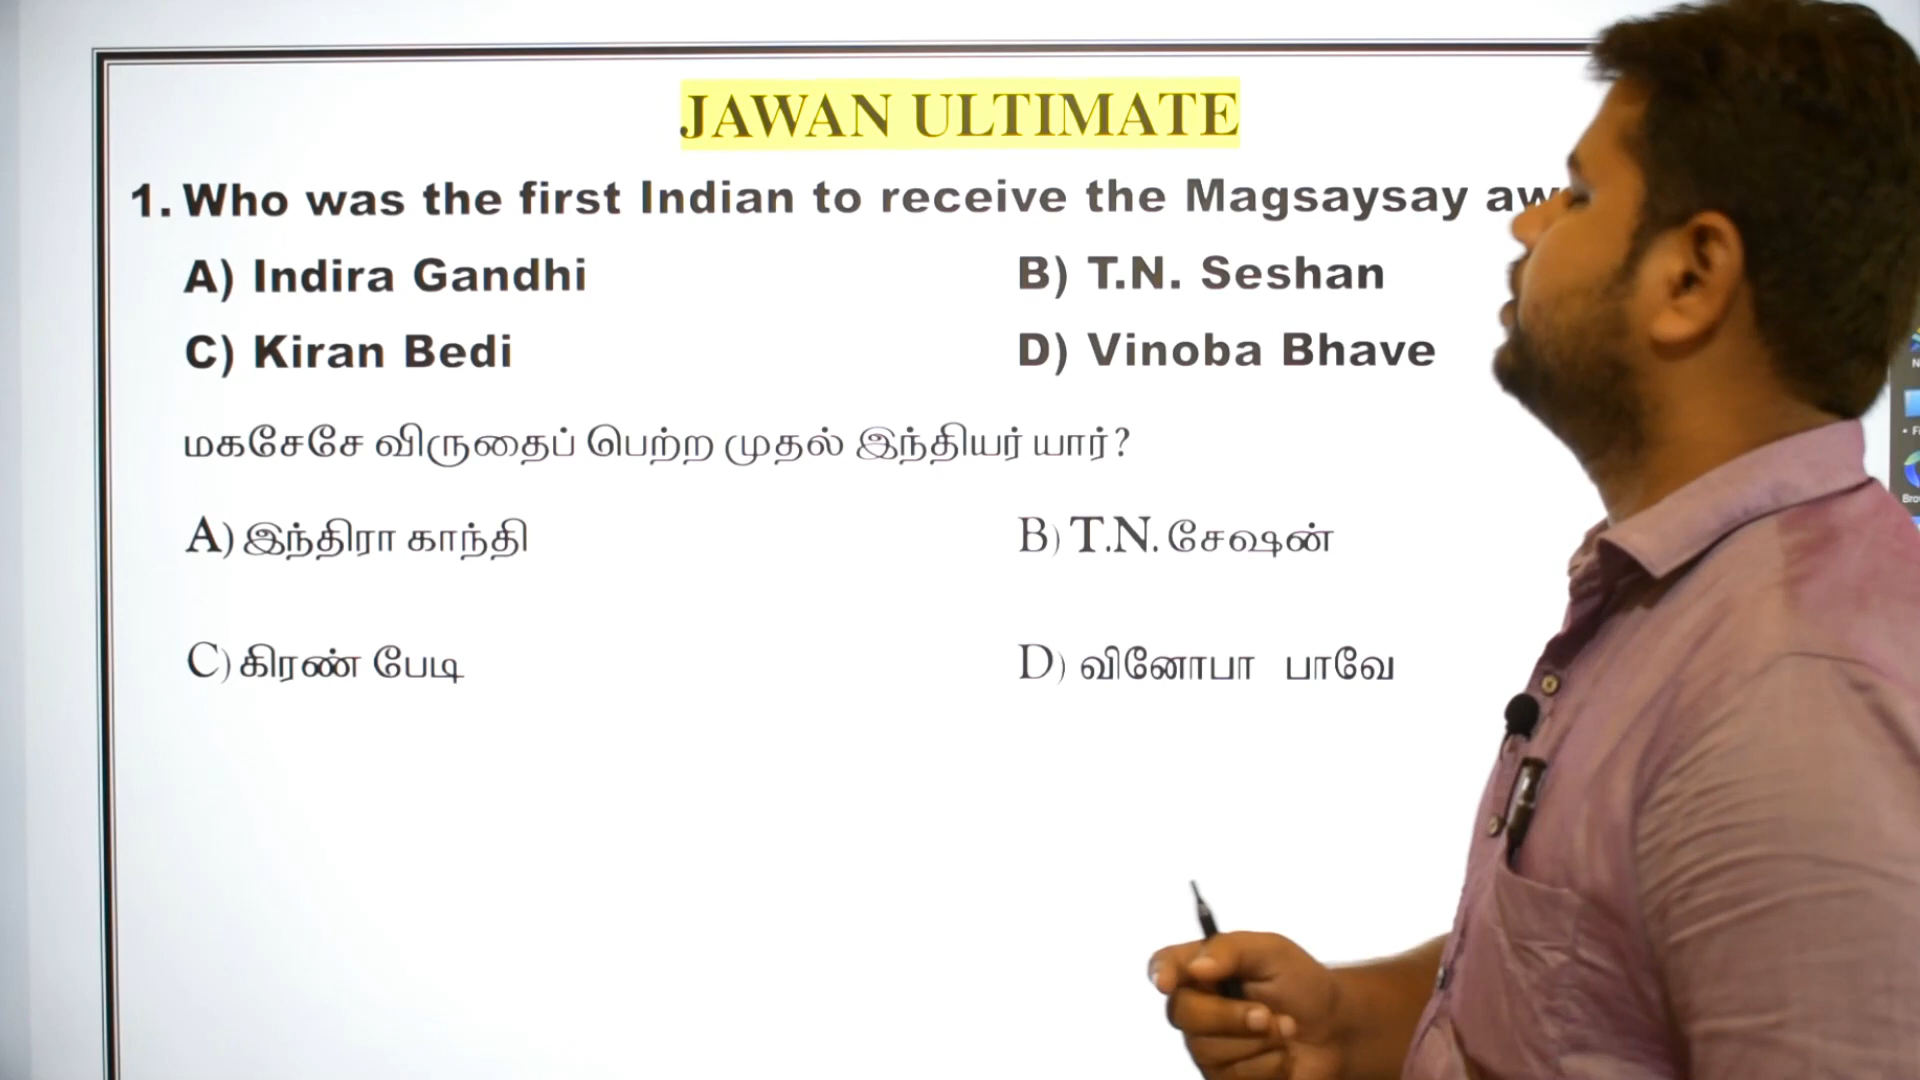 JAWAN ULTIMATE
1. Who was the first Indian to receive the Magsaysay
A) Indira Gandhi B) T.N. Seshan
C) Kiran Bedi D) Vinoba Bhave
மகசேசே விருதைப் பெற்ற முதல் இந்தியர் யார்?
A) இந்திரா காந்தி B) T.N. சேஷன்
C) கிரண் பேடி D) வினோபா பாவே